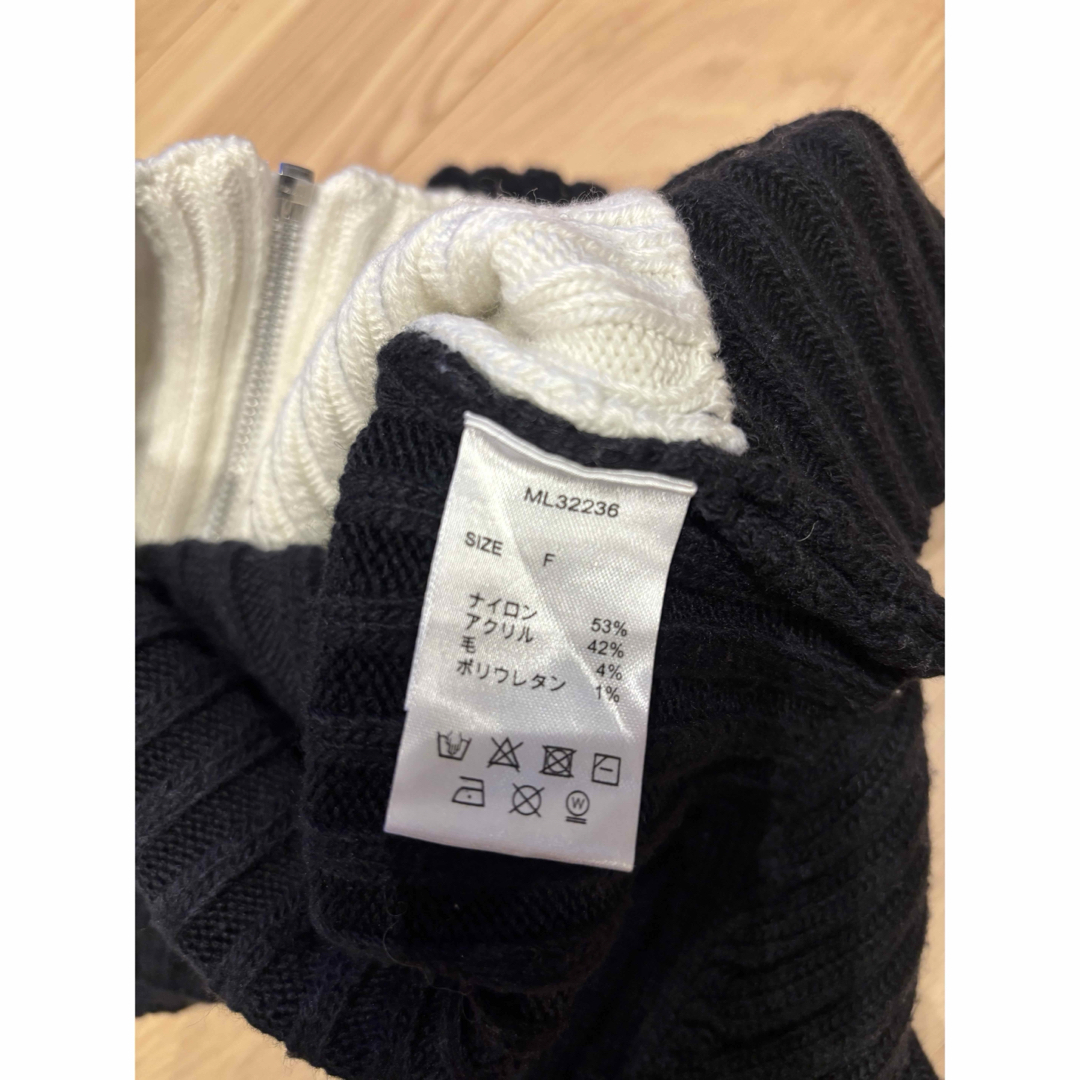 ML32236
SIZE F
ナイロン 53%
アクリル 42%
毛 4%
ポリウレタン 1%
W